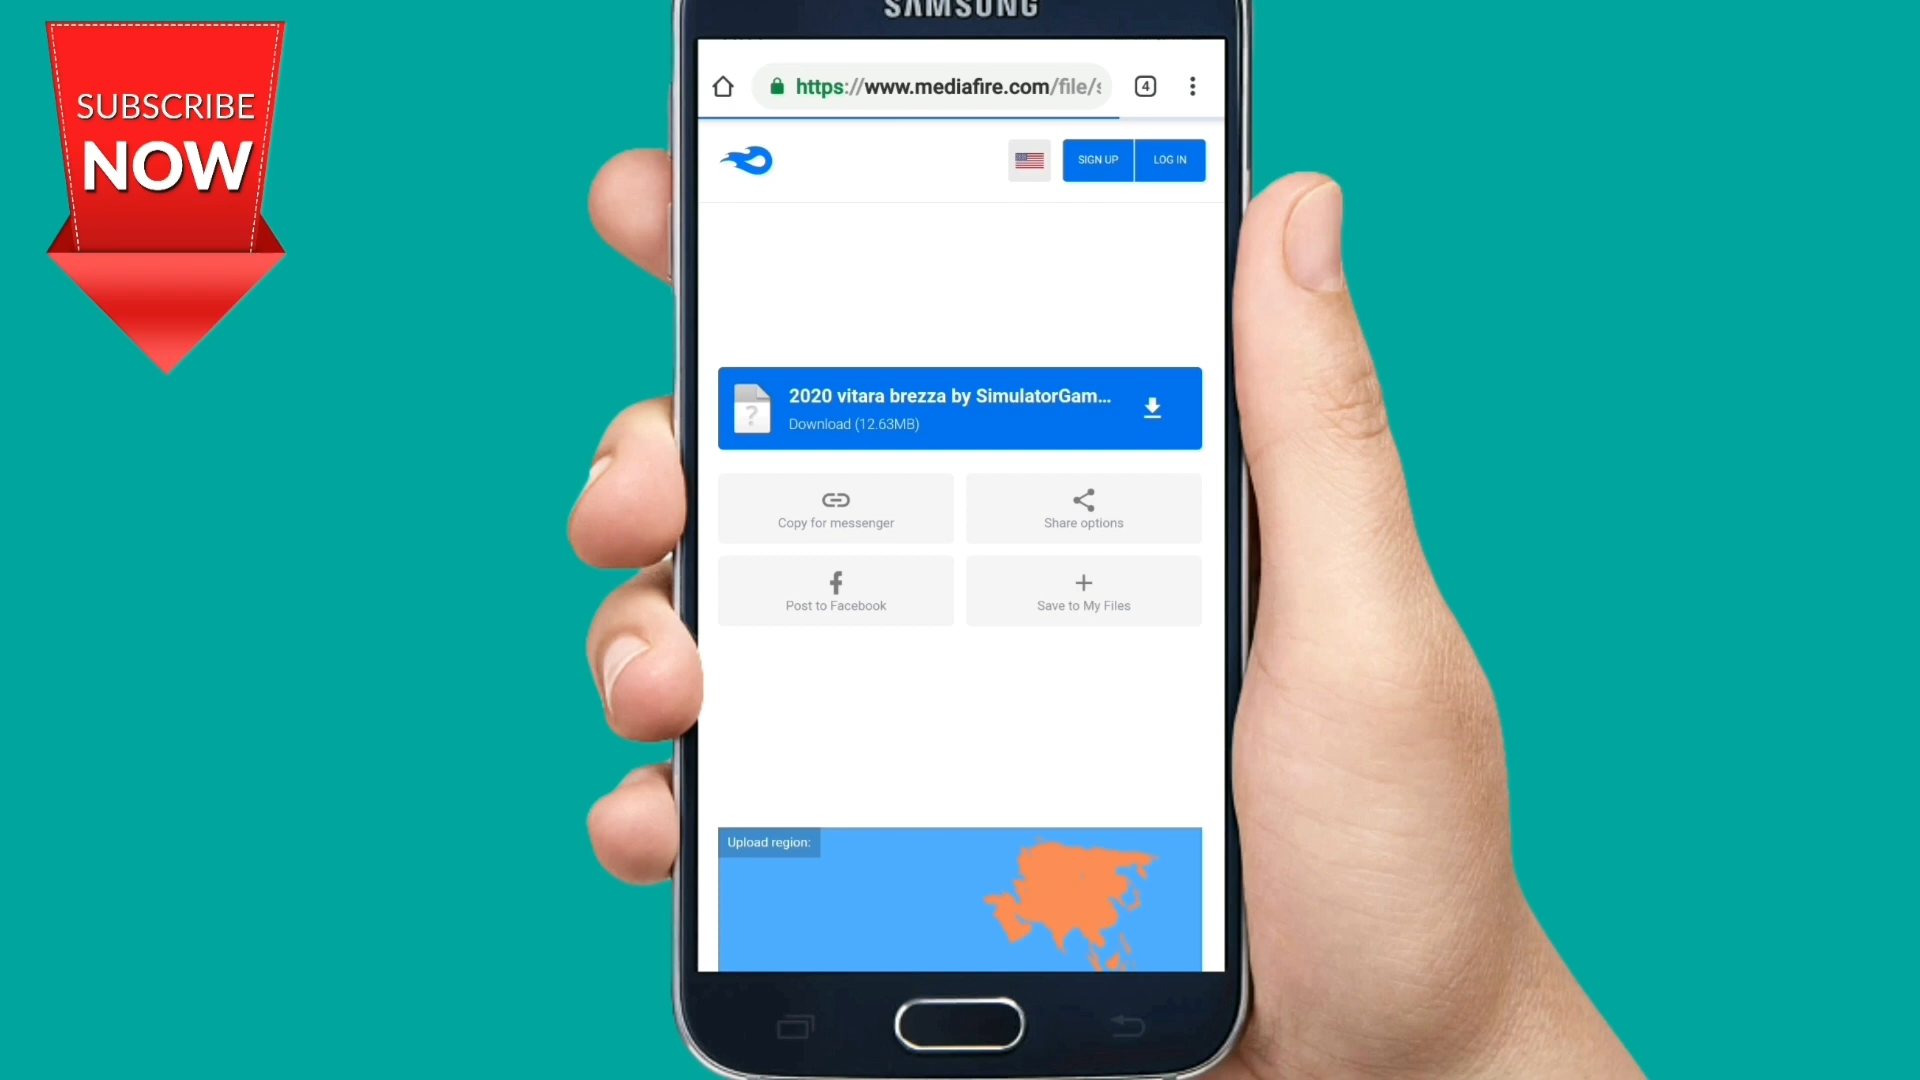 SUBSCRIBE
NOW
SAMSUNG
4
https://www.mediafire.com/file/s
SIGN UP
LOG IN
2020 vitara brezza by SimulatorGam...
Download (12.63MB)
?
Copy for messenger
Share options
Post to Facebook
Save to My Files
Upload region: